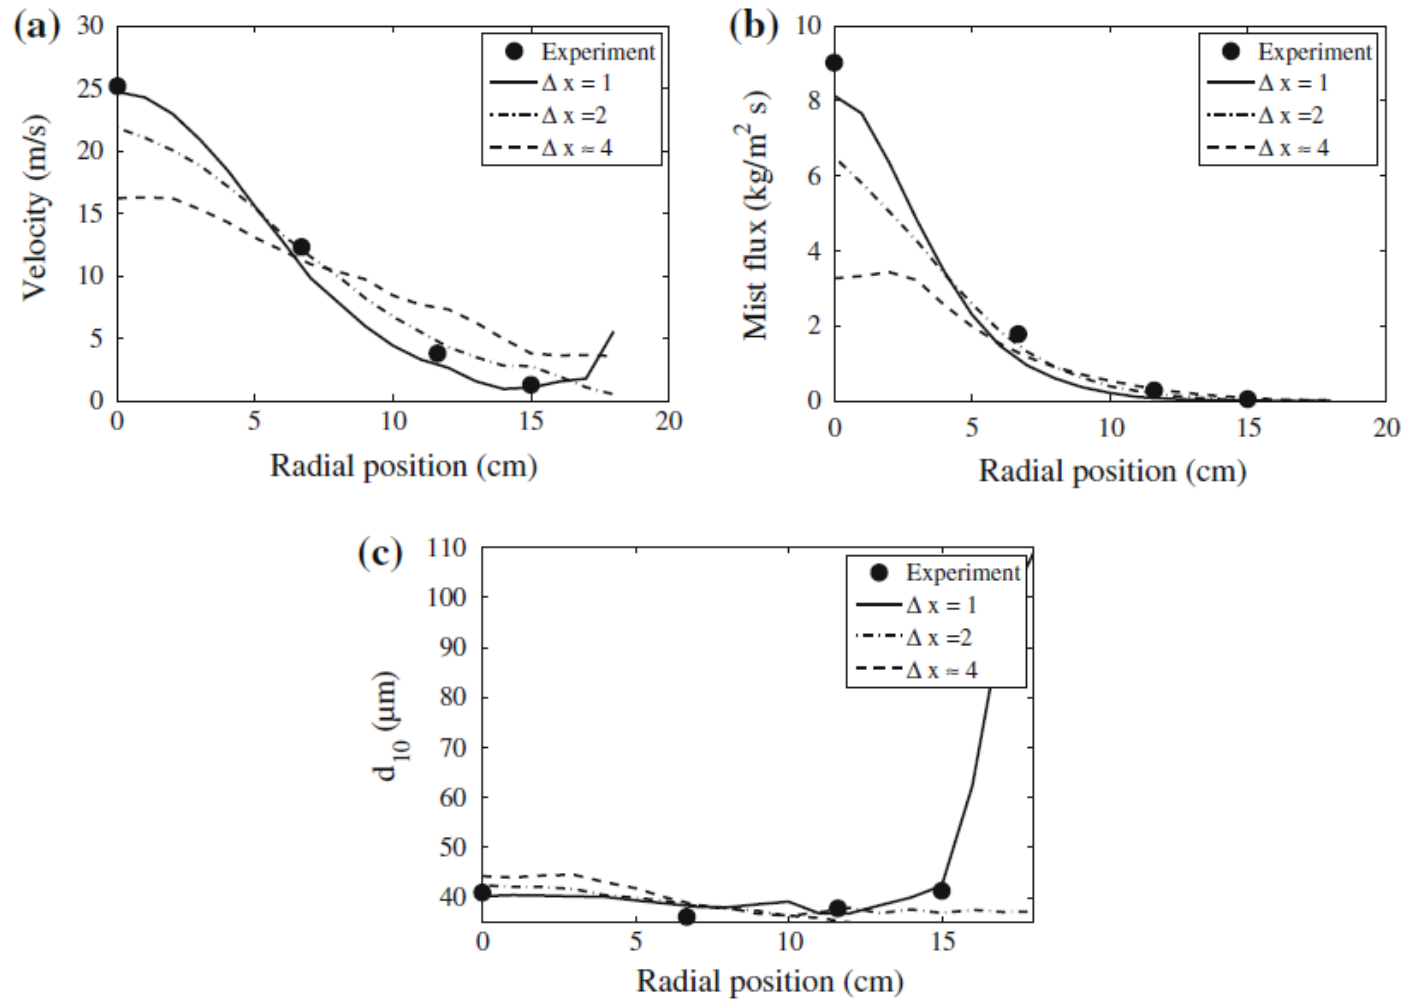 (a)
30
25
20
15
10
5
0
Velocity (m/s)
Experiment
Δ x = 1
Δ x =2
Δ x ≈ 4
0 5 10 15 20
Radial position (cm)
(b)
10
8
6
4
2
0
Mist flux (kg/m² s)
Experiment
Δ x = 1
Δ x =2
Δ x ≈ 4
0 5 10 15 20
Radial position (cm)
(c)
110
100
90
80
70
60
50
40
d₁₀ (µm)
Experiment
Δ x = 1
Δ x =2
Δ x ≈ 4
0 5 10 15
Radial position (cm)